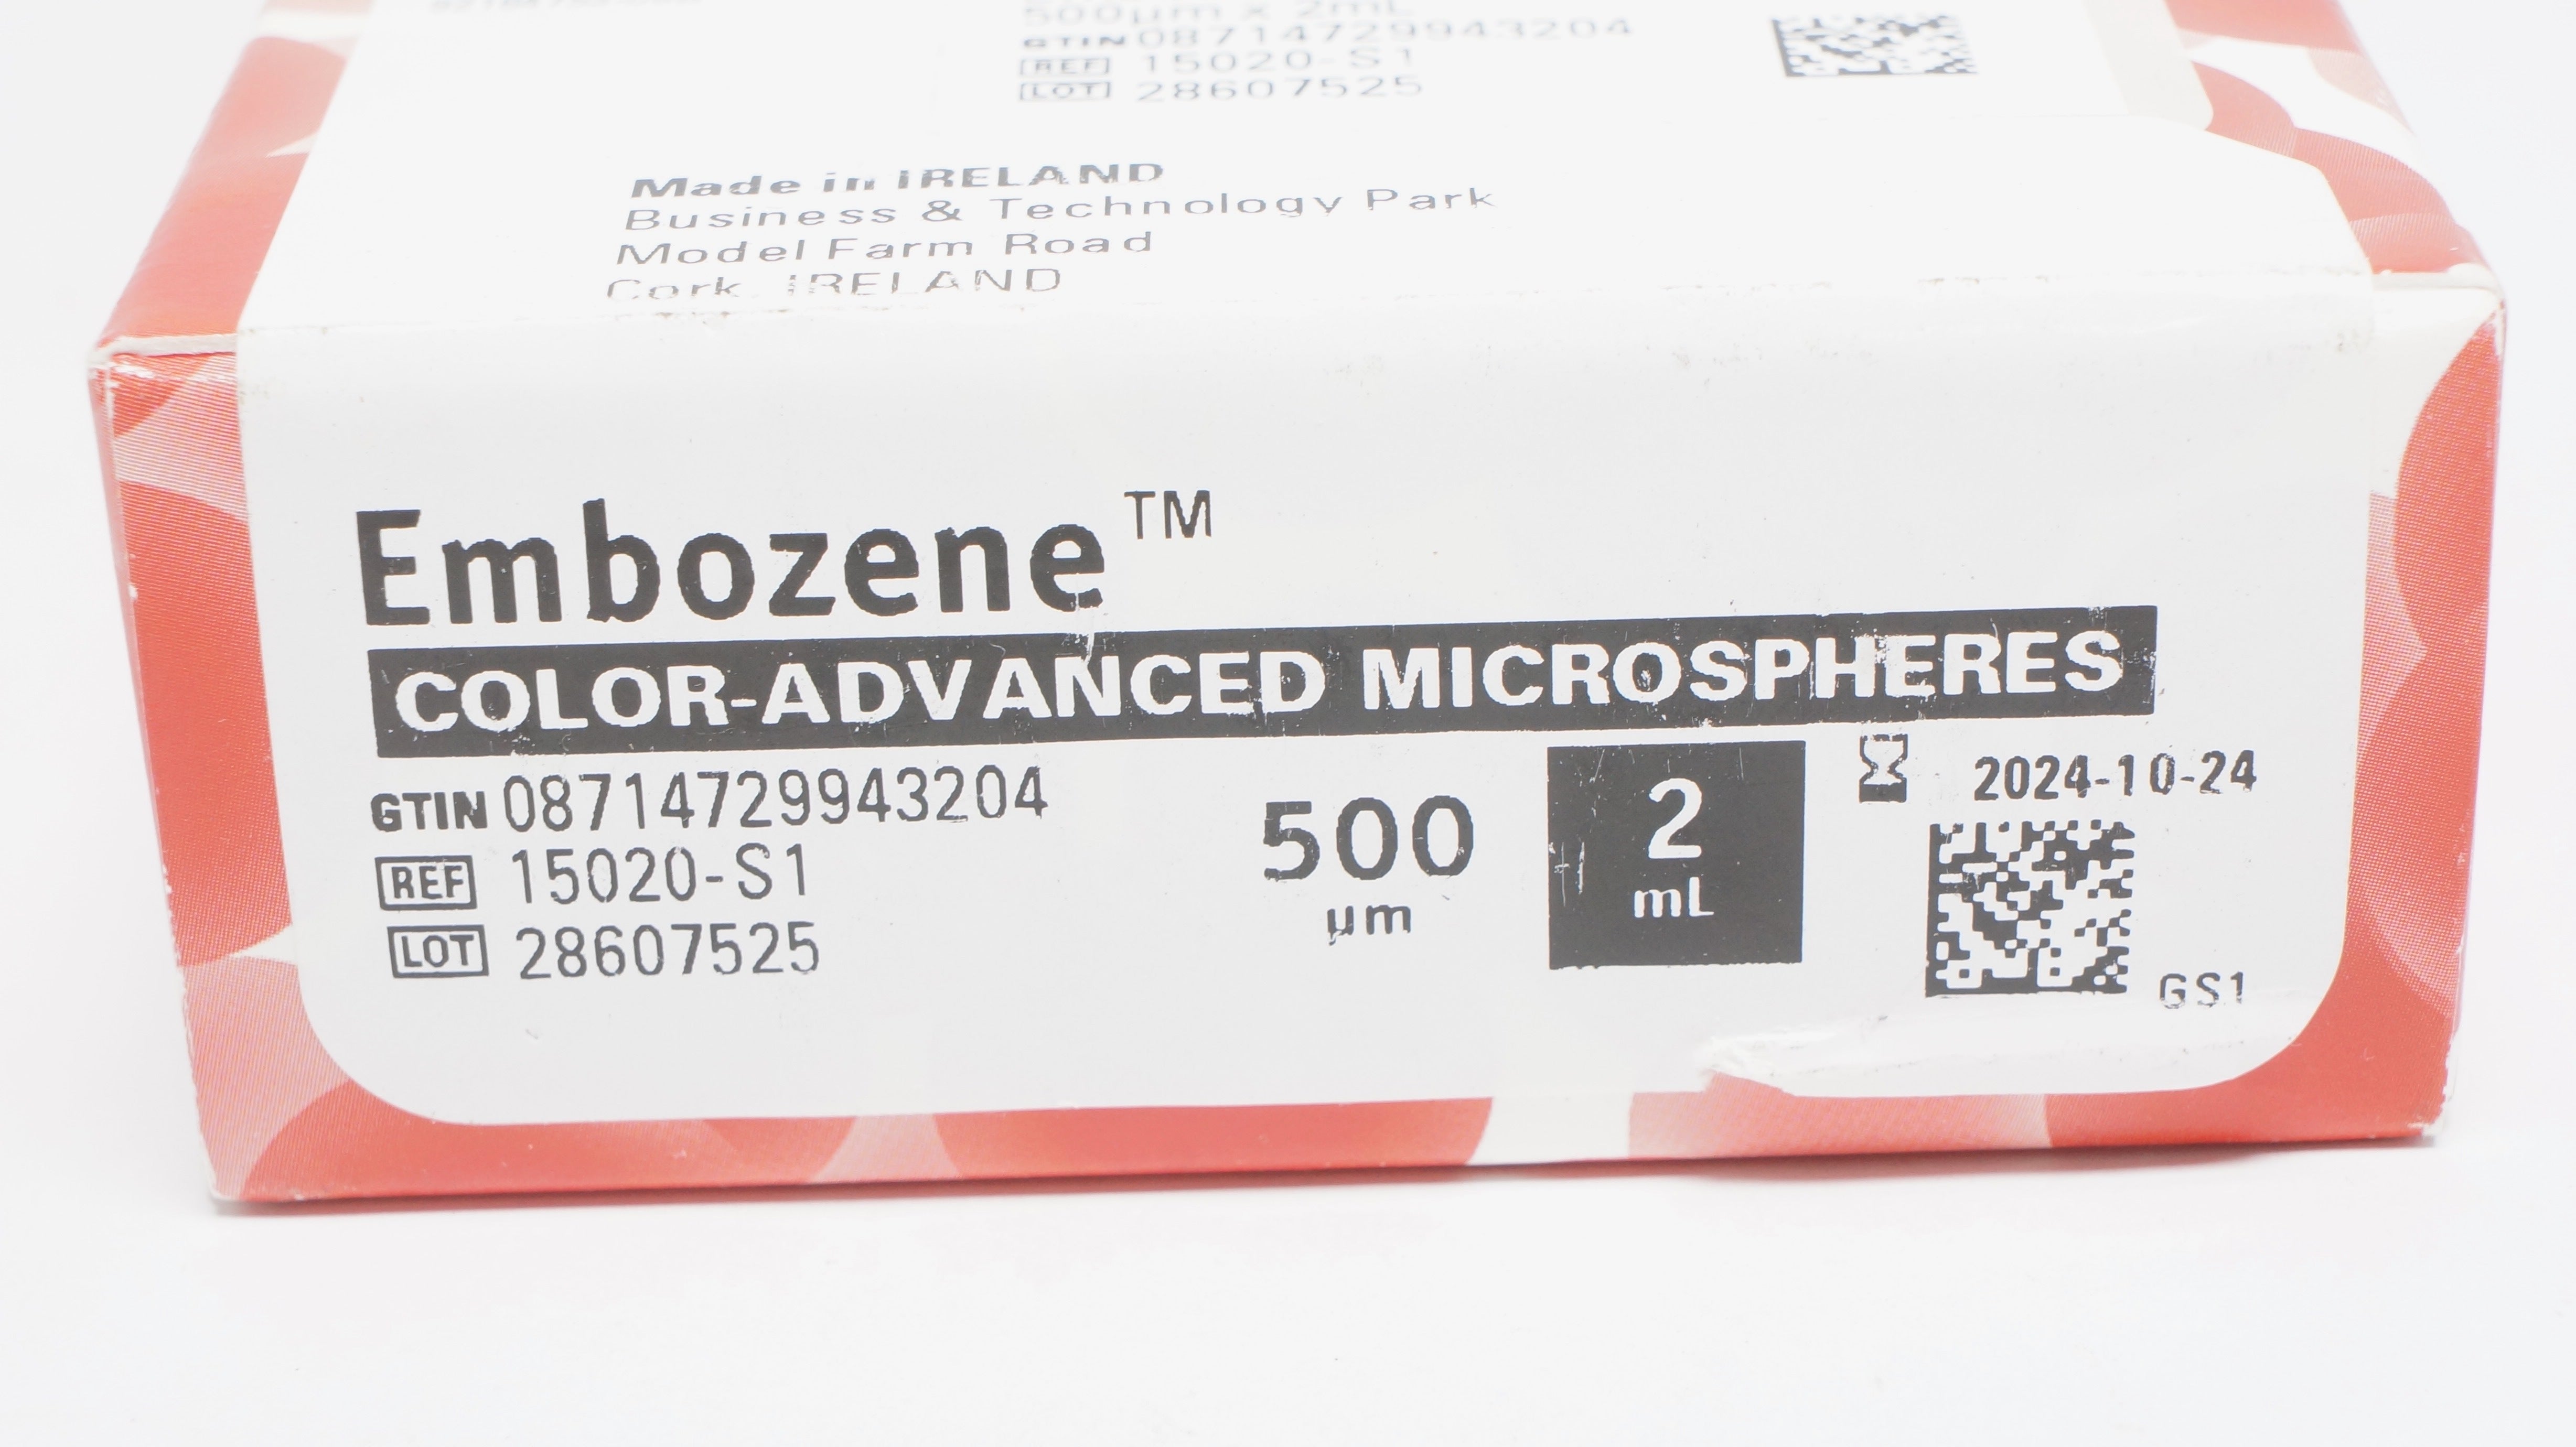 500µm x 2mL
GTIN 08714729943204
REF 15020-S1
LOT 28607525
Made in IRELAND
Business & Technology Park
Model Farm Road
Cork, IRELAND
Embozene™
COLOR-ADVANCED MICROSPHERES
GTIN 08714729943204
REF 15020-S1
LOT 28607525
500
µm
2
mL
2024-10-24
GS1